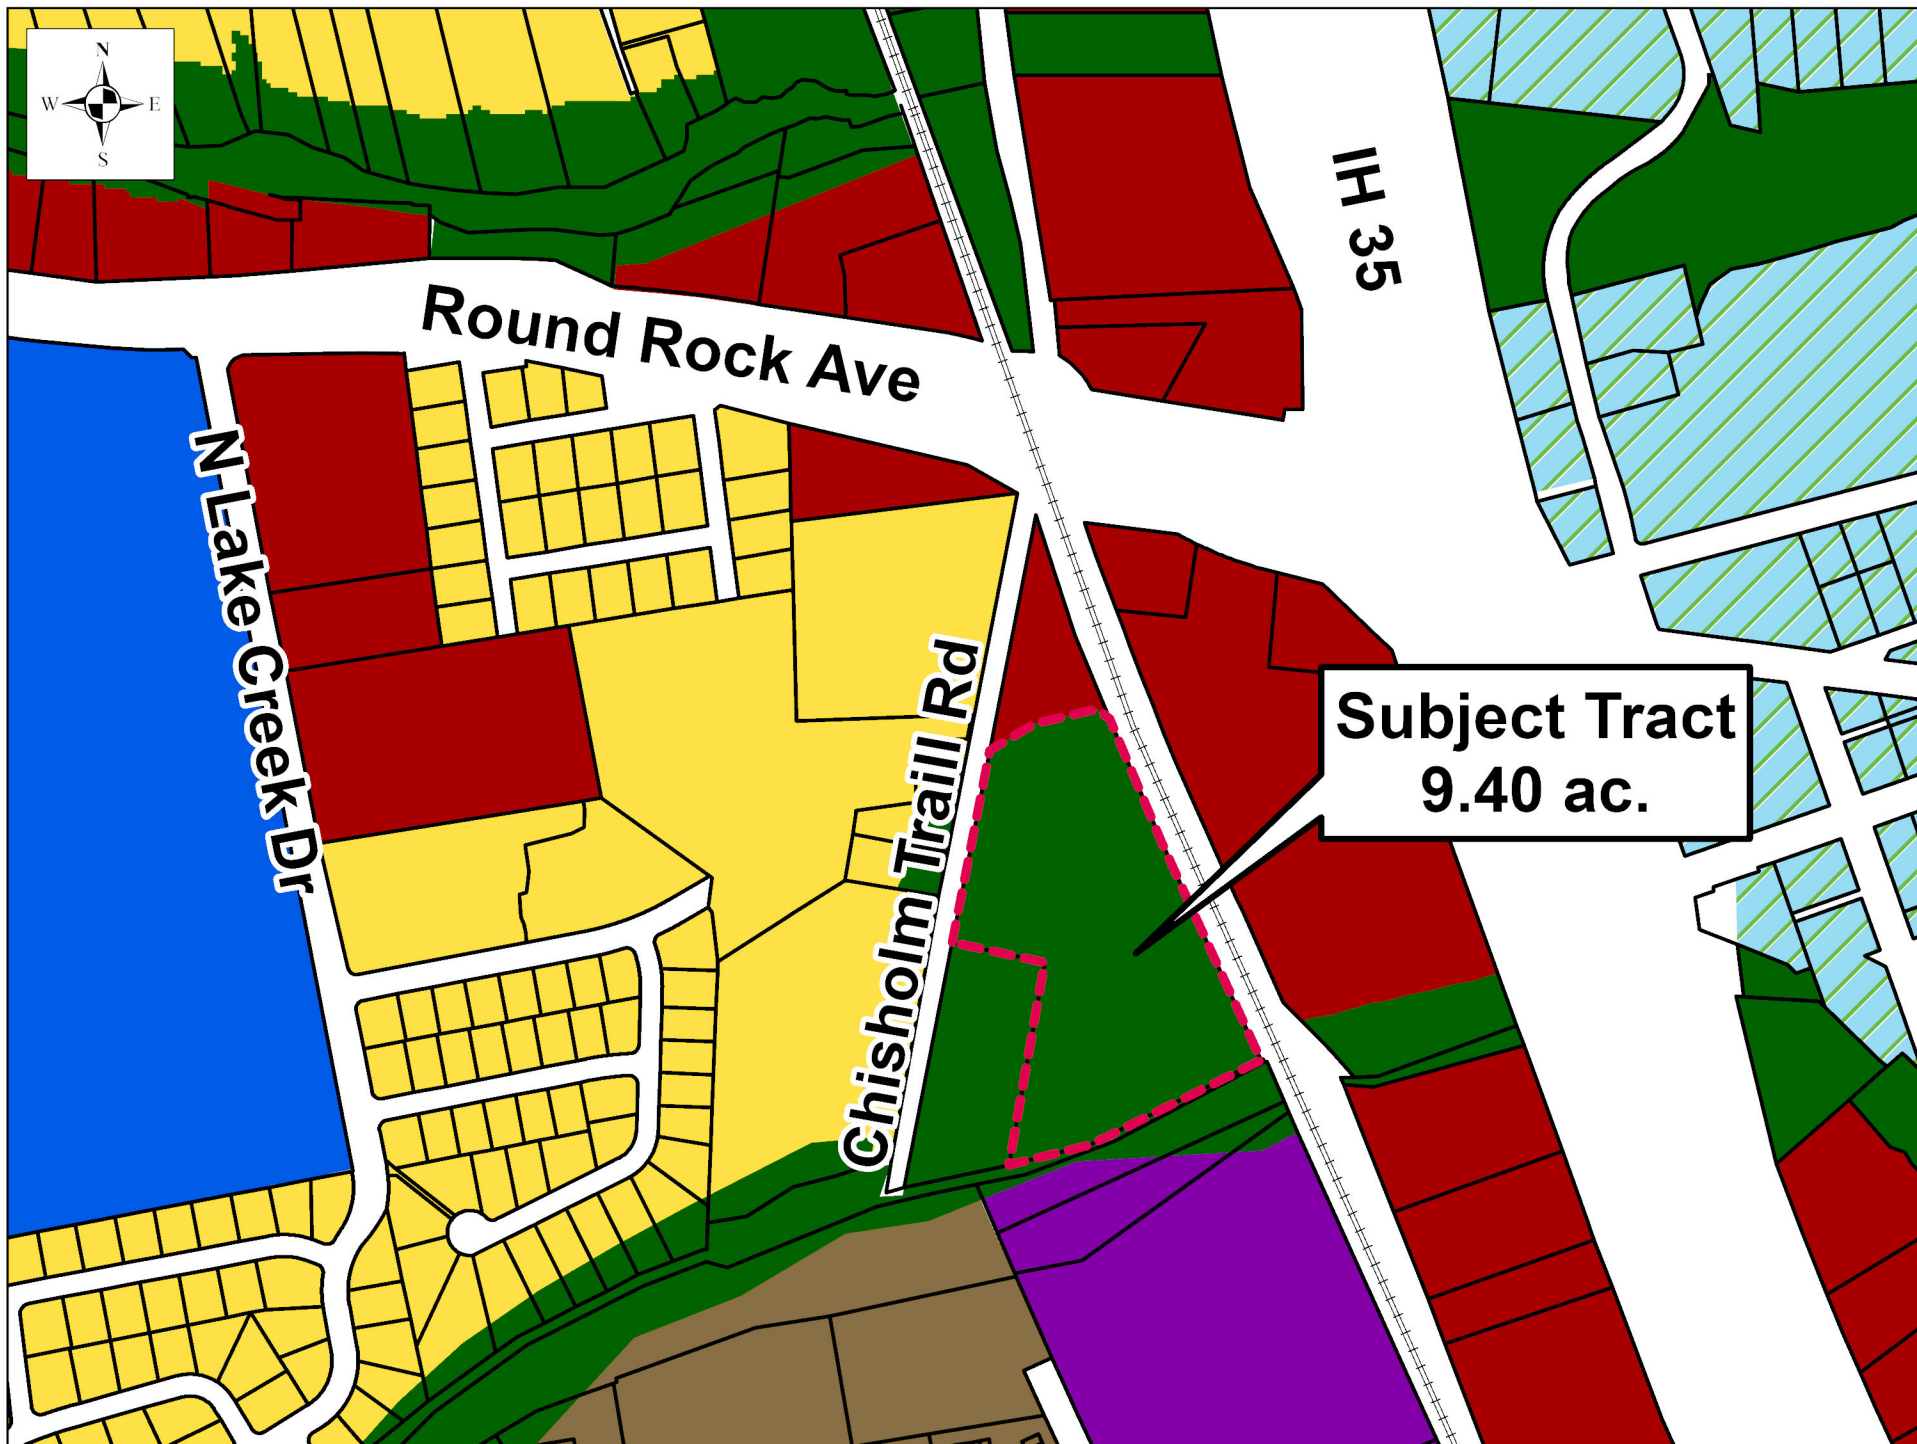 N
W E
S
IH 35
Round Rock Ave
N Lake Creek Dr
Chisholm Traill Rd
Subject Tract
9.40 ac.